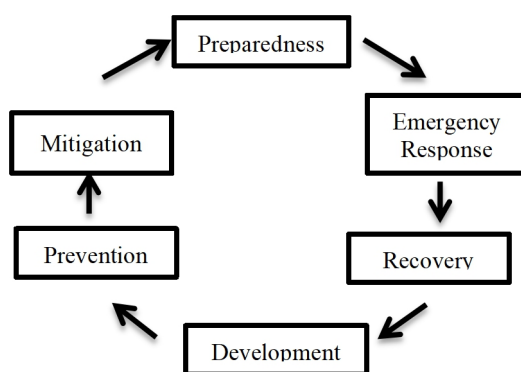 Preparedness
Emergency
Response
Mitigation
Prevention
Recovery
Development